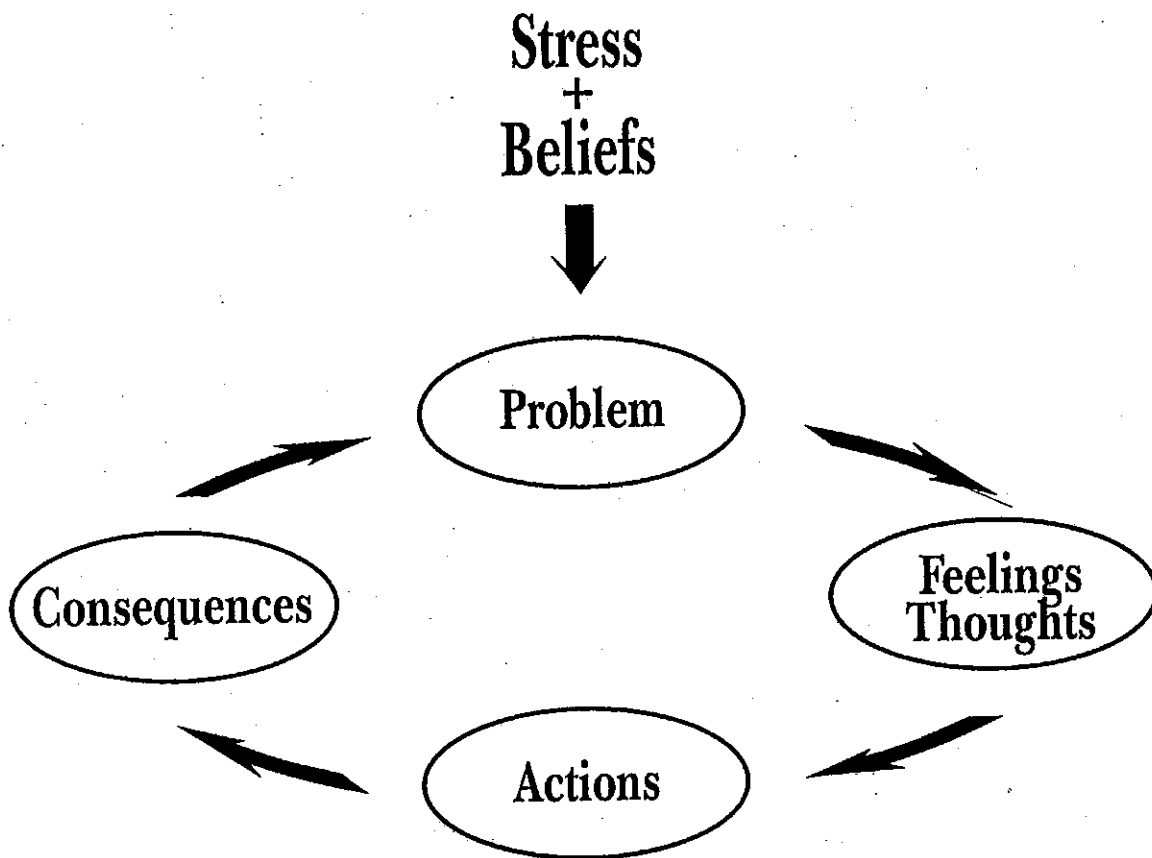 Stress
+
Beliefs
Problem
Feelings
Thoughts
Actions
Consequences